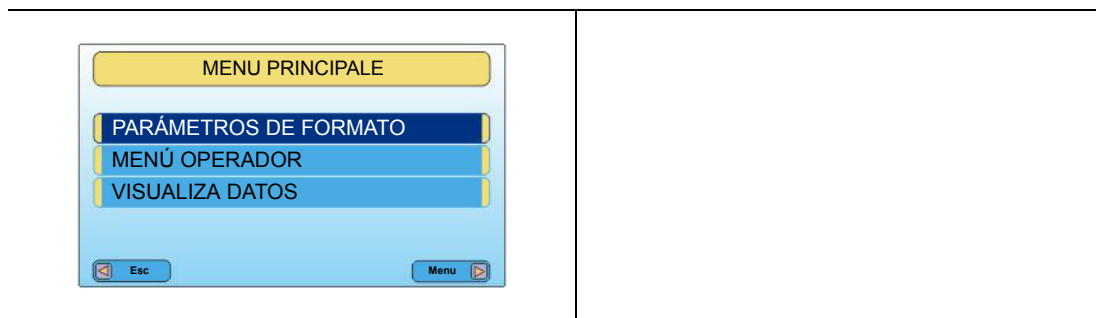 MENU PRINCIPALE
PARÁMETROS DE FORMATO
MENÚ OPERADOR
VISUALIZA DATOS
Esc
Menu